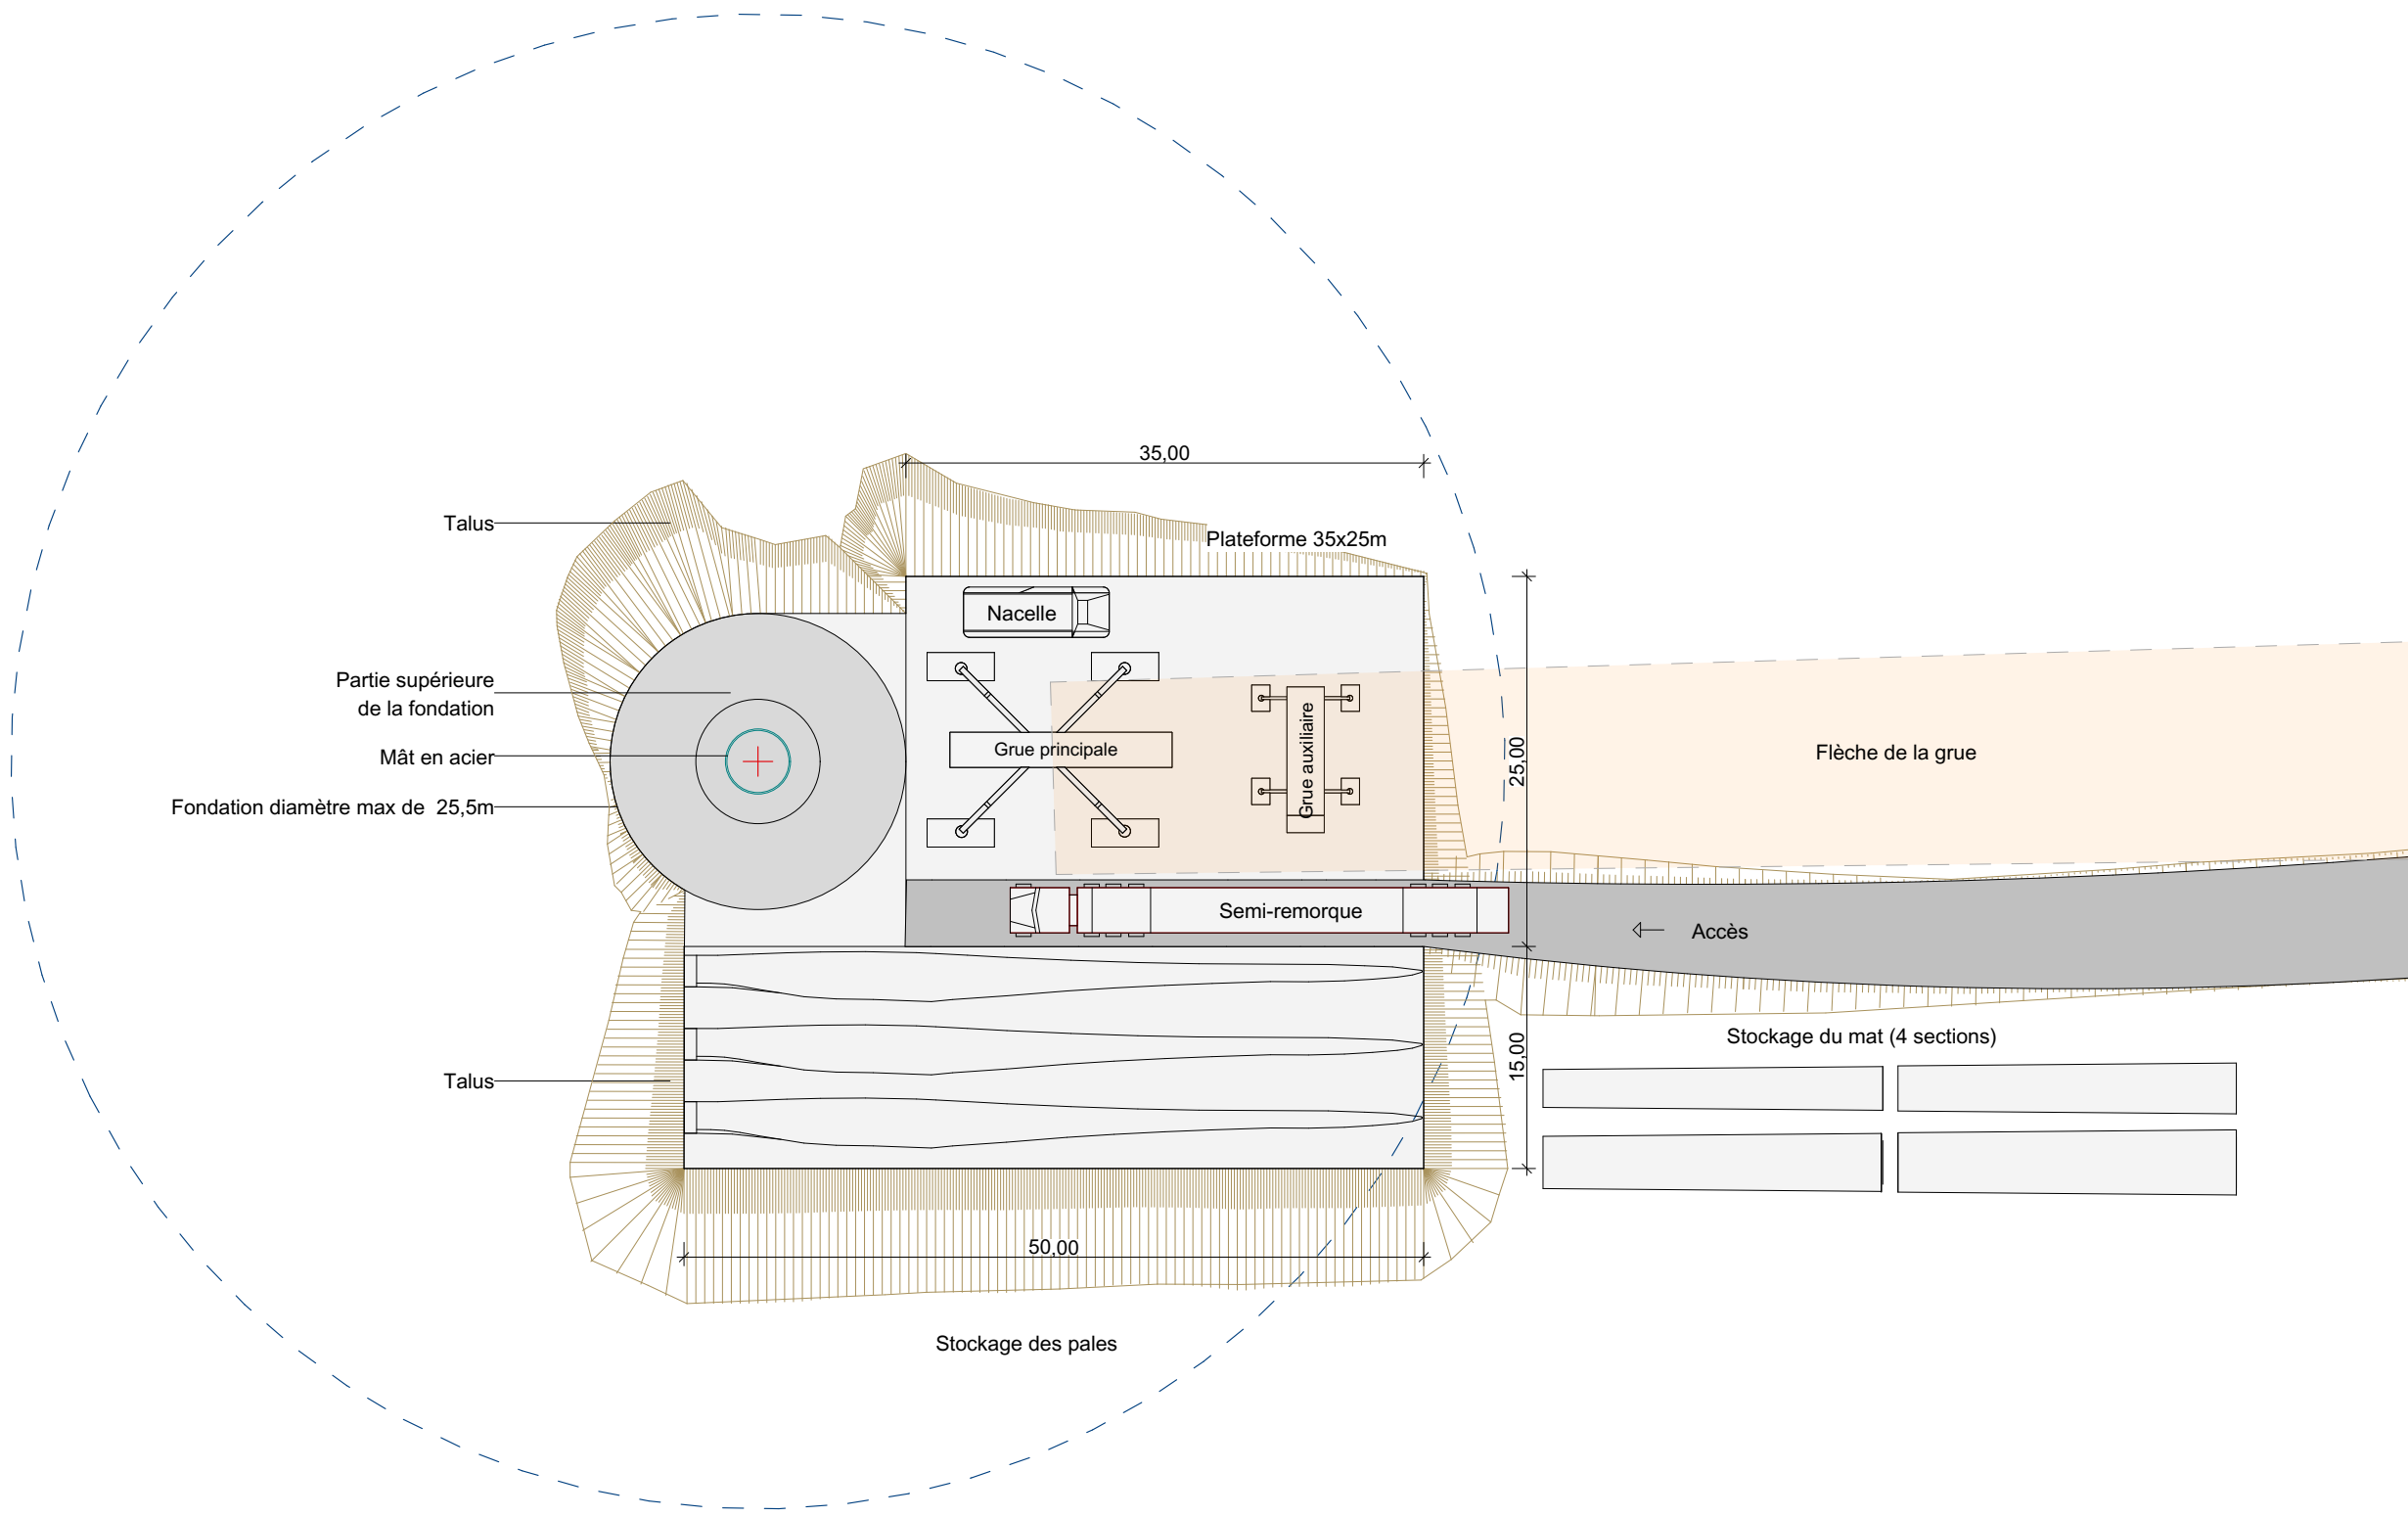 35,00
Talus
Plateforme 35x25m
Nacelle
Partie supérieure
de la fondation
Grue principale
Grue auxiliaire
25,00
Flèche de la grue
Mât en acier
Fondation diamètre max de 25,5m
Semi-remorque
Accès
Stockage du mat (4 sections)
15,00
Talus
50,00
Stockage des pales